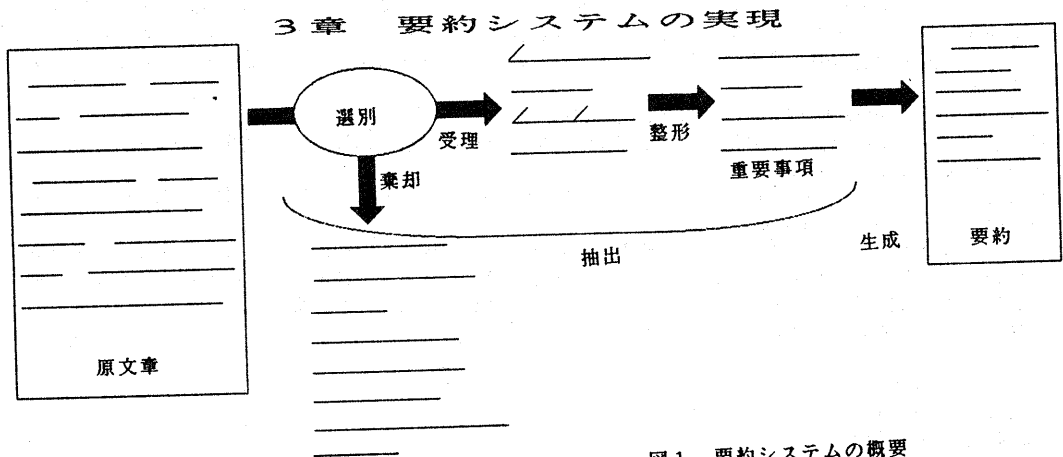 3章 要約システムの実現
選別
受理
棄却
整形
重要事項
抽出
生成
要約
原文章
図1 要約システムの概要